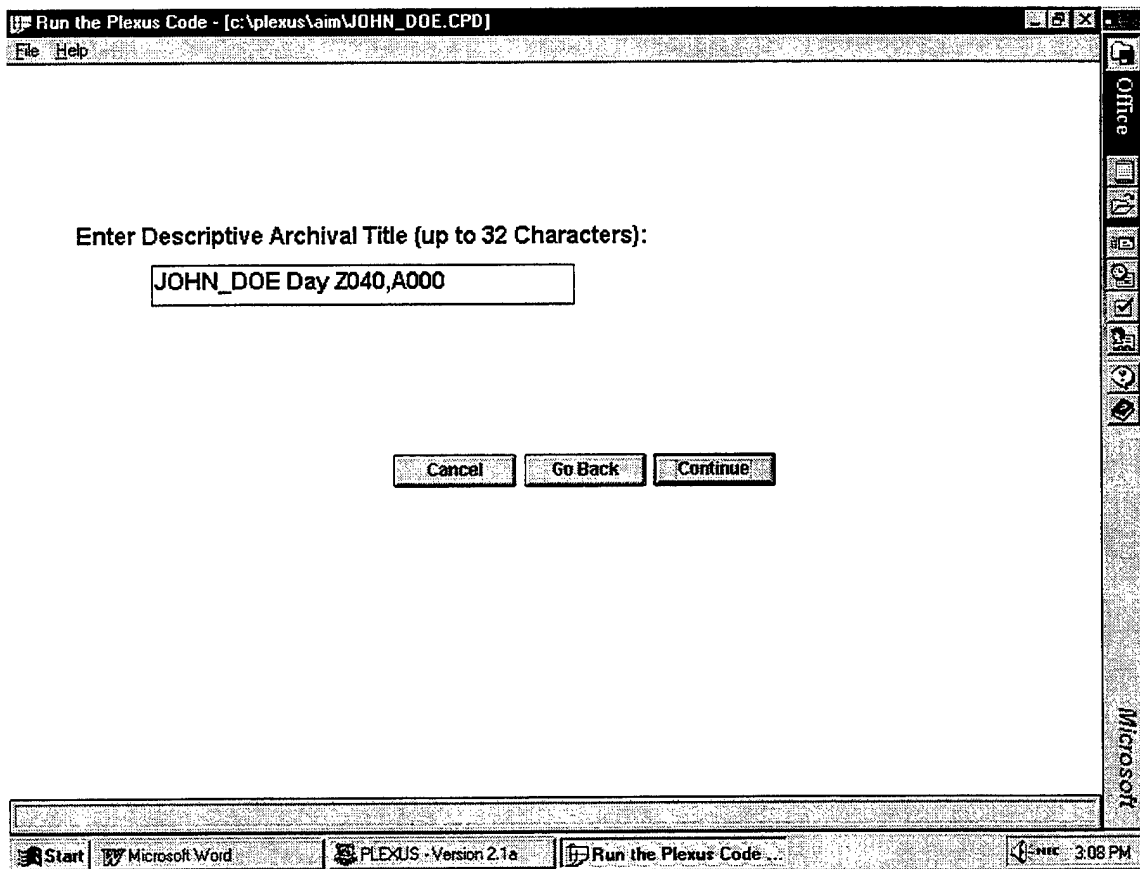 Run the Plexus Code - [c:\plexus\aim\JOHN_DOE.CPD]
File Help
Office
Enter Descriptive Archival Title (up to 32 Characters):
JOHN_DOE Day Z040,A000
Cancel Go Back Continue
Microsoft
Start Microsoft Word PLEXUS - Version 2.1a Run the Plexus Code ... 3:08 PM